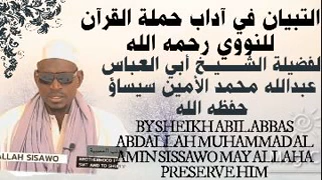 التبيان في آداب حملة القرآن
للنووي رحمه الله
لفضيلة الشيخ أبي العباس
عبدالله محمد الأمين سيساؤ
حفظه الله
BY SHEIKH ABIL ABBAS
ABDALLAH MUHAMMAD AL
AMIN SISSAWO MAY ALLAHA
PRESERVE HIM
ALLAH SISAWO